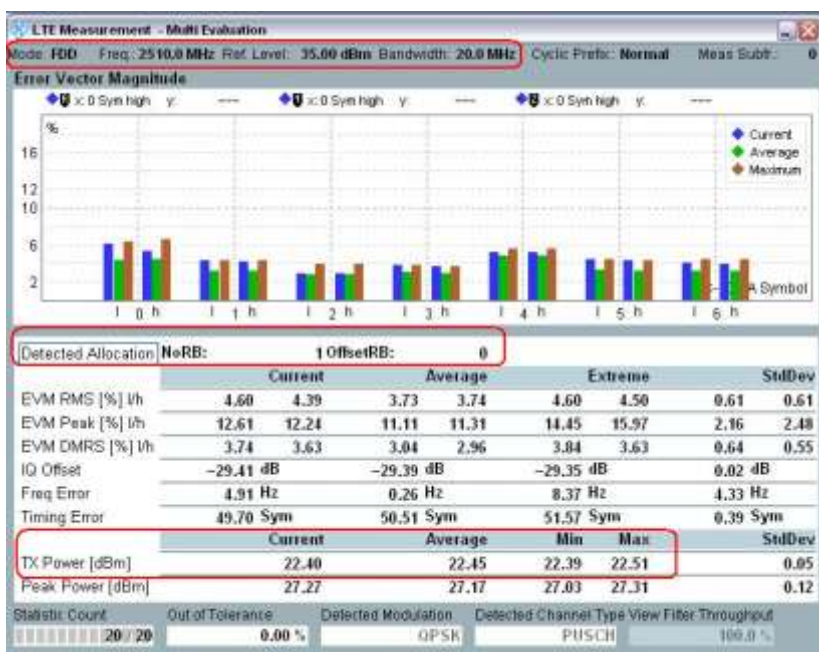 LTE Measurement - Multi Evaluation
Mode: FDD Freq.: 2510.0 MHz Ref. Level: 35.00 dBm Bandwidth: 20.0 MHz Cyclic Prefix: Normal Meas Subfr.: 0
Error Vector Magnitude
x: 0 Sym high y: --- x: 0 Sym high y: --- x: 0 Sym high y: ---
%
Current
Average
Maximum
16
12
10
6
2
A Symbol
l 0 h l 1 h l 2 h l 3 h l 4 h l 5 h l 6 h
Detected Allocation NoRB: 1 OffsetRB: 0
Current Average Extreme StdDev
EVM RMS [%] l/h 4.60 4.39 3.73 3.74 4.60 4.50 0.61 0.61
EVM Peak [%] l/h 12.61 12.24 11.11 11.31 14.45 15.97 2.16 2.48
EVM DMRS [%] l/h 3.74 3.63 3.04 2.96 3.84 3.63 0.64 0.55
IQ Offset -29.41 dB -29.39 dB -29.35 dB 0.02 dB
Freq Error 4.91 Hz 0.26 Hz 8.37 Hz 4.33 Hz
Timing Error 49.70 Sym 50.51 Sym 51.57 Sym 0.39 Sym
Current Average Min Max StdDev
TX Power [dBm] 22.40 22.45 22.39 22.51 0.05
Peak Power [dBm] 27.27 27.17 27.03 27.31 0.12
Statistic Count Out of Tolerance Detected Modulation Detected Channel Type View Filter Throughput
20 / 20 0.00 % QPSK PUSCH 100.0 %